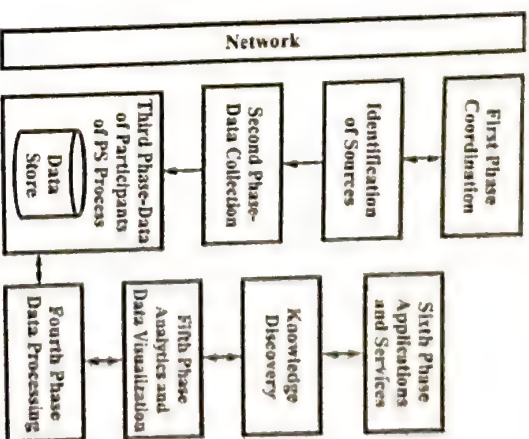 Network
First Phase
Coordination
Identification
of Sources
Second Phase-
Data Collection
Third Phase-Data
of Participants
of PS Process
Data
Store
Fourth Phase
Data Processing
Fifth Phase
Analytics and
Data Visualization
Knowledge
Discovery
Sixth Phase
Applications
and Services